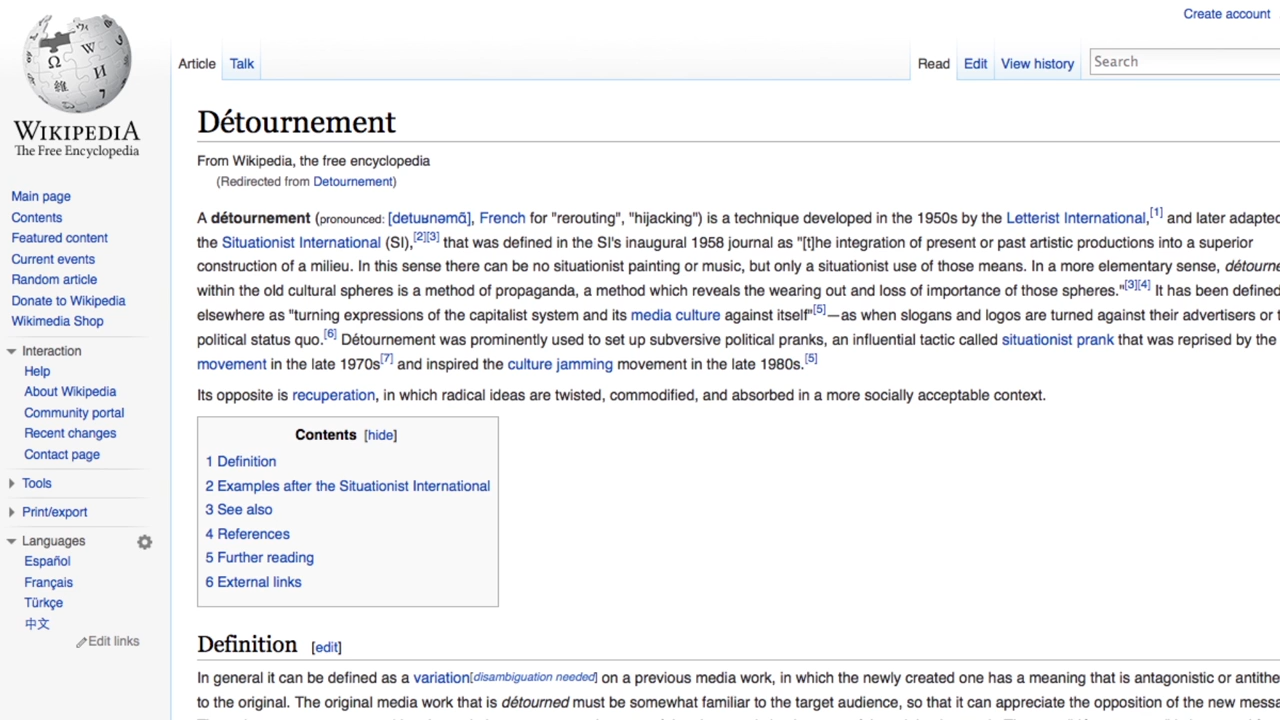 Create account
Article Talk Read Edit View history Search
WIKIPEDIA
The Free Encyclopedia
Main page
Contents
Featured content
Current events
Random article
Donate to Wikipedia
Wikimedia Shop
Interaction
Help
About Wikipedia
Community portal
Recent changes
Contact page
Tools
Print/export
Languages
Español
Français
Türkçe
中文
Edit links
Détournement
From Wikipedia, the free encyclopedia
(Redirected from Detournement)
A détournement (pronounced: [detuʁnəmɑ̃], French for "rerouting", "hijacking") is a technique developed in the 1950s by the Letterist International,[1] and later adapted
the Situationist International (SI),[2][3] that was defined in the SI's inaugural 1958 journal as "[t]he integration of present or past artistic productions into a superior
construction of a milieu. In this sense there can be no situationist painting or music, but only a situationist use of those means. In a more elementary sense, détourne
within the old cultural spheres is a method of propaganda, a method which reveals the wearing out and loss of importance of those spheres."[3][4] It has been defined
elsewhere as "turning expressions of the capitalist system and its media culture against itself"[5]—as when slogans and logos are turned against their advertisers or t
political status quo.[6] Détournement was prominently used to set up subversive political pranks, an influential tactic called situationist prank that was reprised by the
movement in the late 1970s[7] and inspired the culture jamming movement in the late 1980s.[5]
Its opposite is recuperation, in which radical ideas are twisted, commodified, and absorbed in a more socially acceptable context.
Contents [hide]
1 Definition
2 Examples after the Situationist International
3 See also
4 References
5 Further reading
6 External links
Definition [edit]
In general it can be defined as a variation[disambiguation needed] on a previous media work, in which the newly created one has a meaning that is antagonistic or antithe
to the original. The original media work that is détourned must be somewhat familiar to the target audience, so that it can appreciate the opposition of the new messa